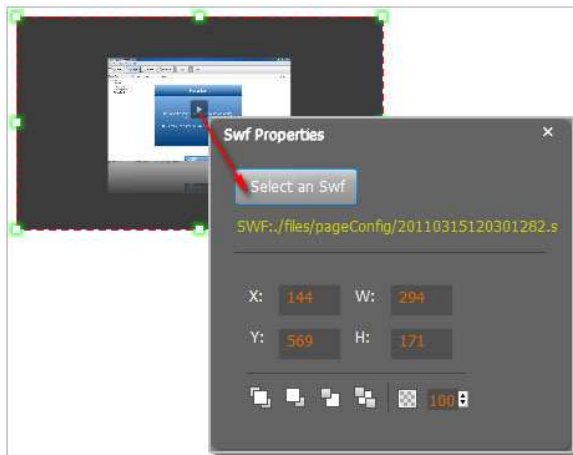 Swf Properties
Select an Swf
SWF:./files/pageConfig/20110315120301282.s
X: 144 W: 294
Y: 569 H: 171
100